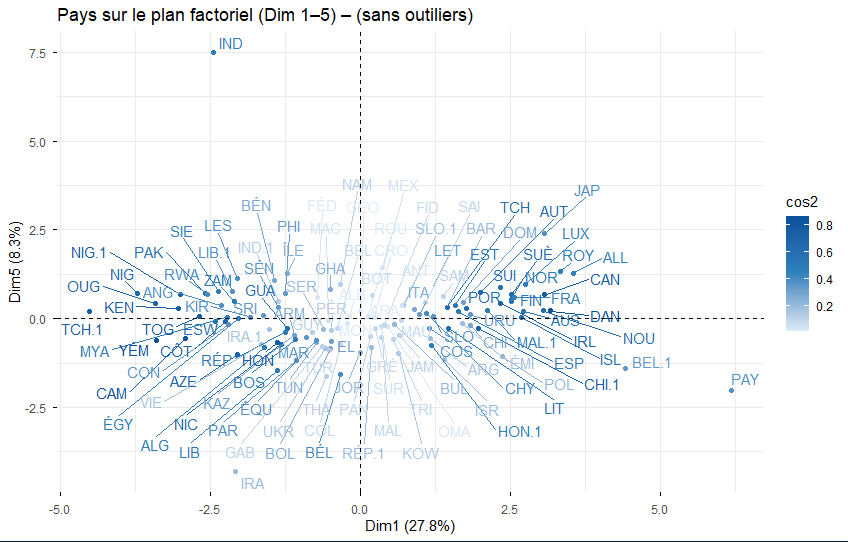 Pays sur le plan factoriel (Dim 1–5) – (sans outiliers)
IND
7.5
5.0
2.5
0.0
-2.5
Dim5 (8.3%)
NAM MEX JAP
BÉN FÉD GEO FID SAI TCH AUT
SIE LES PHI MAC ROU SLO.1 BAR DOM LUX
NIG.1 PAK LIB.1 IND.1 ÎLE BEL CRO LET EST SUÈ ROY ALL
NIG RWA ZAM SÉN GHA BOT ANT SAM SUI NOR CAN
OUG ANG GUA SER ITA POR FIN FRA
KEN KIR SRI ARM PÉR URU AUS DAN
TCH.1 TOG ESW GUY MAU
MYA YEM CÔT IRA.1 SLO CHI MAL.1 IRL NOU
CON RÉP HON MAR EL COS ÉMI ESP ISL BEL.1
CAM AZE BOS TUR GRE JAM ARG POL CHI.1 PAY
VIE KAZ TUN JOR SUR BUL CHY
ÉGY NIC ÉQU THA PAN TRI ISR LIT
ALG PAR UKR COL MAL OMA HON.1
LIB GAB BOL BÉL RÉP.1 KOW
IRA
-5.0 -2.5 0.0 2.5 5.0
Dim1 (27.8%)
cos2
0.8
0.6
0.4
0.2